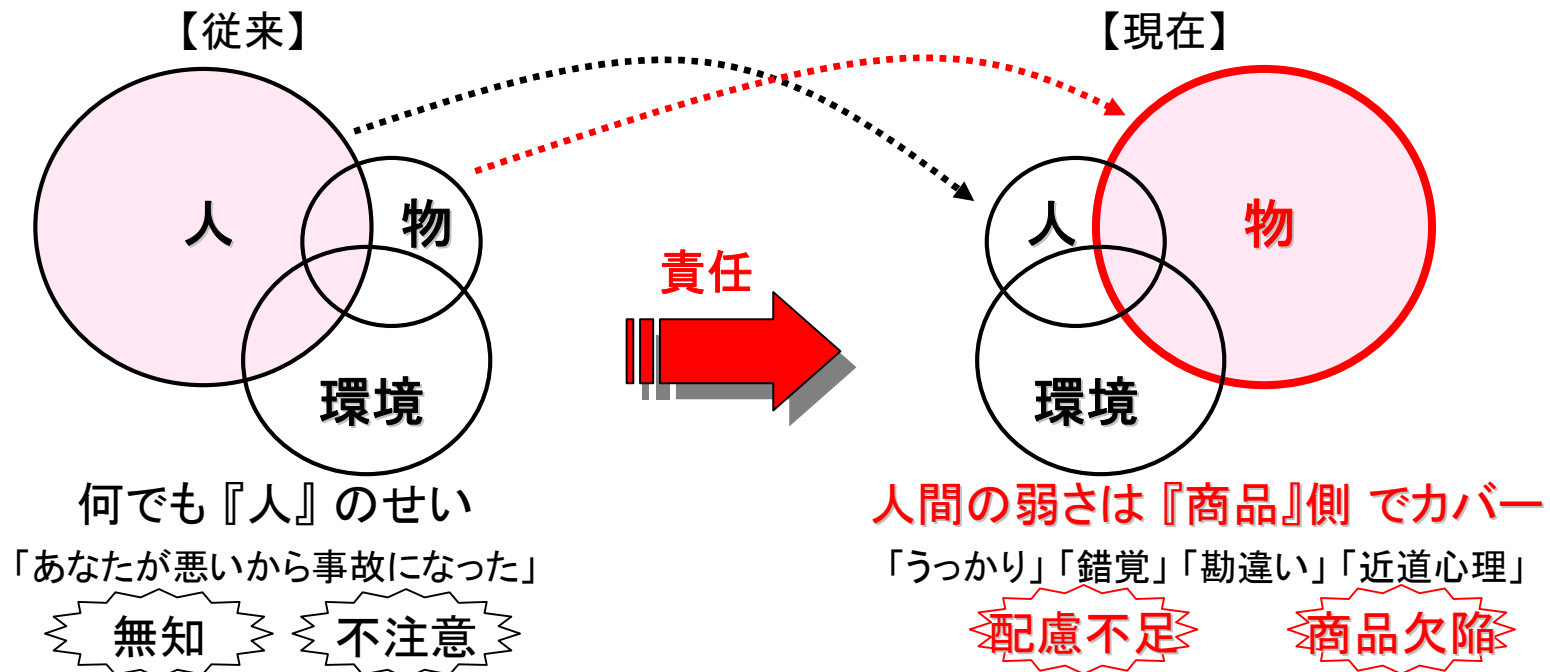 【従来】
人
物
環境
何でも『人』のせい
「あなたが悪いから事故になった」
無知
不注意
責任
【現在】
人
物
環境
人間の弱さは『商品』側 でカバー
「うっかり」「錯覚」「勘違い」「近道心理」
配慮不足
商品欠陥